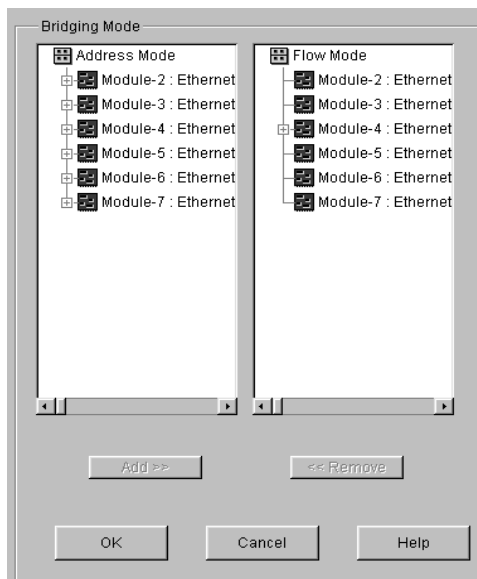 Bridging Mode
Address Mode
Module-2 : Ethernet
Module-3 : Ethernet
Module-4 : Ethernet
Module-5 : Ethernet
Module-6 : Ethernet
Module-7 : Ethernet
Flow Mode
Module-2 : Ethernet
Module-3 : Ethernet
Module-4 : Ethernet
Module-5 : Ethernet
Module-6 : Ethernet
Module-7 : Ethernet
Add >>
<< Remove
OK
Cancel
Help